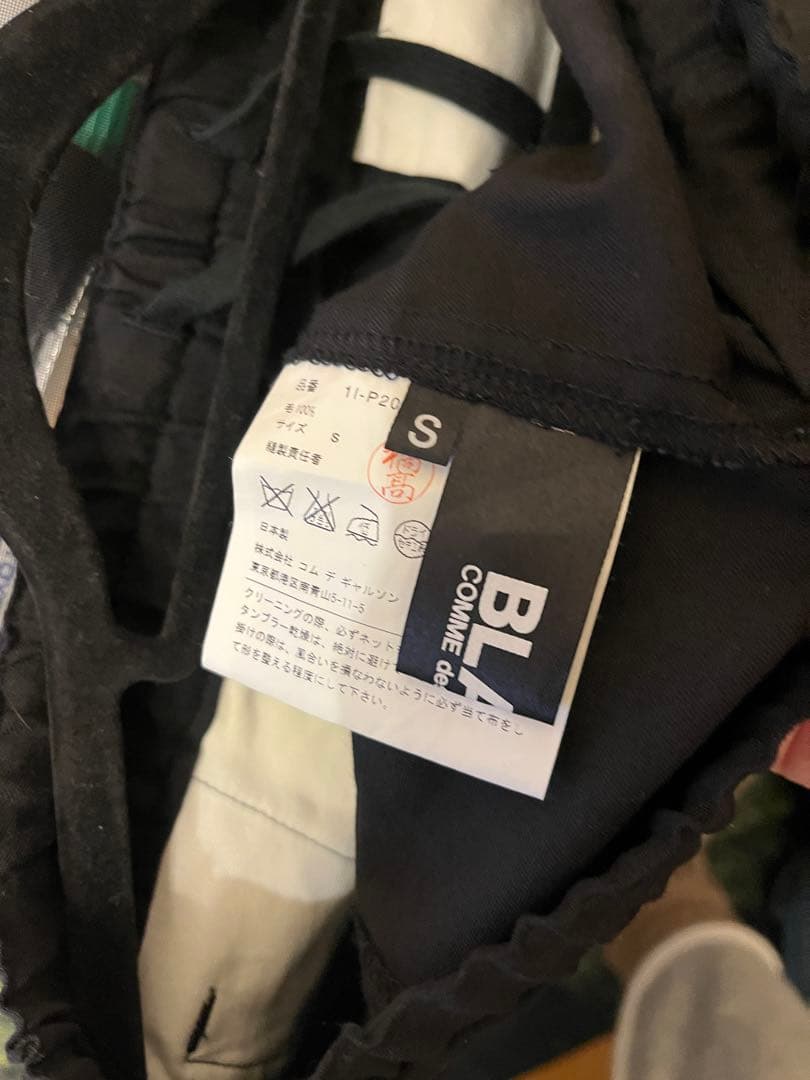 品番 1I-P20
毛100%
サイズ S
縫製責任者
高
日本製
株式会社 コム デ ギャルソン
東京都港区南青山5-11-5
クリーニングの際、必ずネット
タンブラー乾燥は、絶対に避け
掛けの際は、風合いを損なわないように必ず当て布をし
て形を整える程度にして下さい。
S
BLA
COMME de